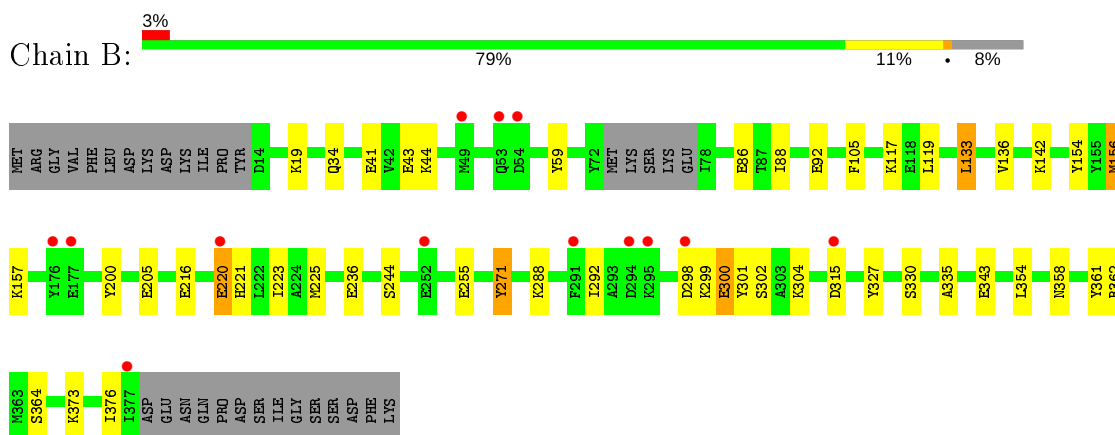 3%
Chain B:
79% 11% • 8%
MET ARG GLY VAL PHE LEU ASP LYS ASP LYS ILE PRO TYR D14 K19 Q34 E41 V42 E43 K44 M49 Q53 D54 Y59 Y72 MET LYS SER LYS GLU I78 E86 T87 I88 E92 F105 K117 E118 L119 L133 V136 K142 Y154 Y155 M156
K157 Y176 E177 Y200 E205 E216 E220 H221 L222 I223 A224 M225 E236 S244 E252 E255 Y271 K288 F291 I292 A293 D294 K295 D298 K299 E300 Y301 S302 A303 K304 D315 Y327 S330 A335 E343 L354 N358 Y361
M363 S364 K373 I376 I377 ASP GLU ASN GLN PRO ASP SER ILE GLY SER SER ASP PHE LYS